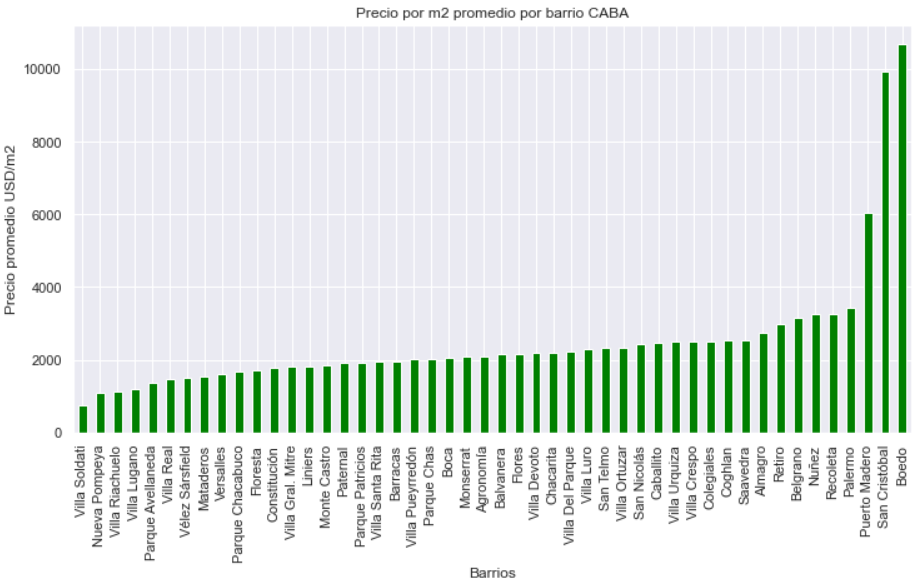 Precio por m2 promedio por barrio CABA
Precio promedio USD/m2
10000
8000
6000
4000
2000
0
Villa Soldati
Nueva Pompeya
Villa Riachuelo
Villa Lugano
Parque Avellaneda
Villa Real
Vélez Sársfield
Mataderos
Versalles
Parque Chacabuco
Floresta
Constitución
Villa Gral. Mitre
Liniers
Monte Castro
Paternal
Parque Patricios
Villa Santa Rita
Barracas
Villa Pueyrredón
Parque Chas
Boca
Monserrat
Agronomía
Balvanera
Flores
Villa Devoto
Chacarita
Villa Del Parque
Villa Luro
San Telmo
Villa Ortuzar
San Nicolás
Caballito
Villa Urquiza
Villa Crespo
Colegiales
Coghlan
Saavedra
Almagro
Retiro
Belgrano
Nuñez
Recoleta
Palermo
Puerto Madero
San Cristóbal
Boedo
Barrios